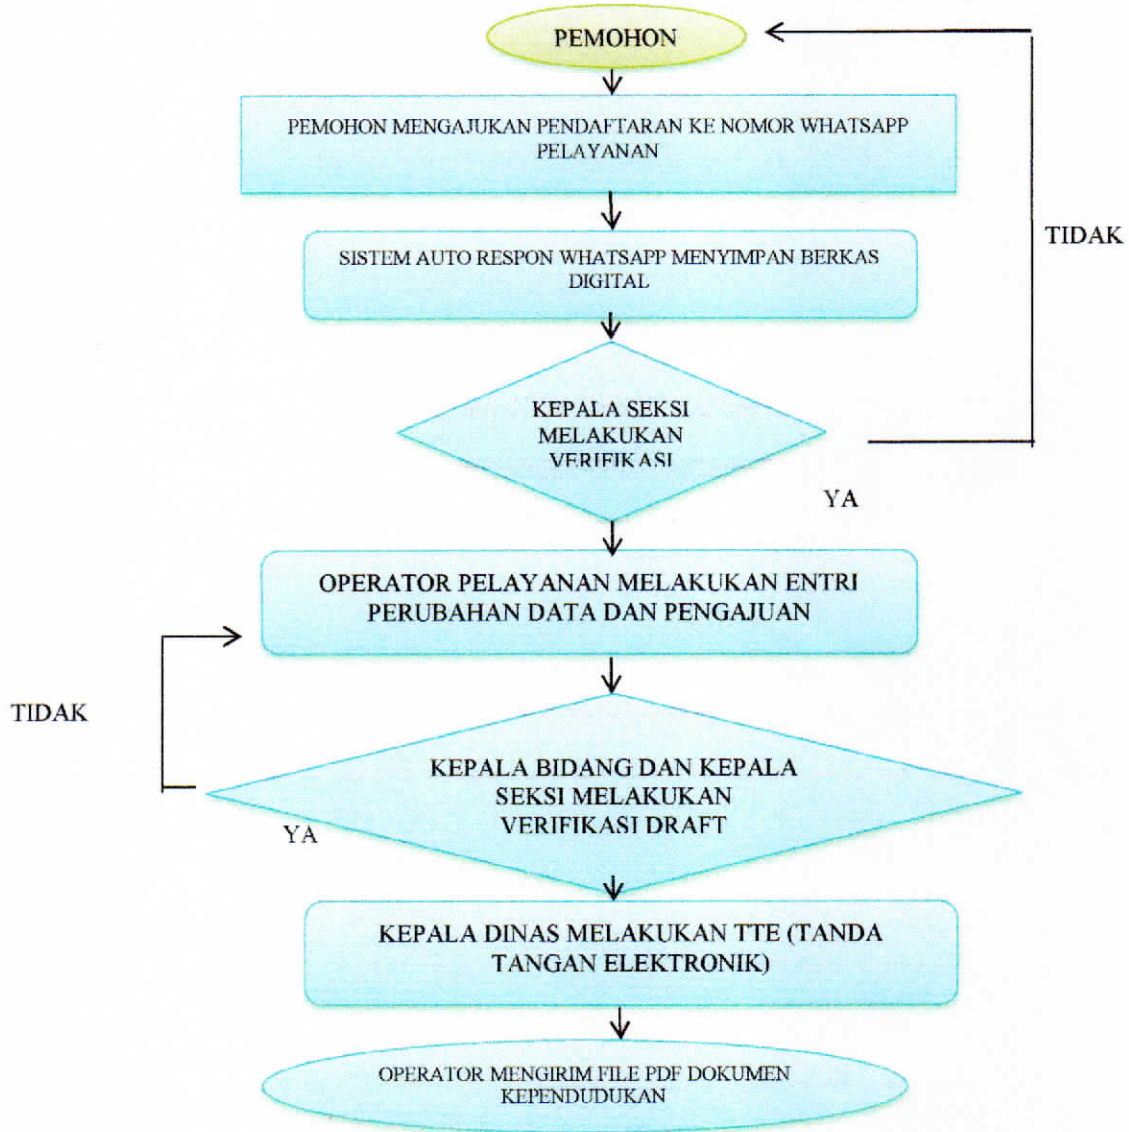 PEMOHON
PEMOHON MENGAJUKAN PENDAFTARAN KE NOMOR WHATSAPP
PELAYANAN
TIDAK
SISTEM AUTO RESPON WHATSAPP MENYIMPAN BERKAS
DIGITAL
KEPALA SEKSI
MELAKUKAN
VERIFIKASI
YA
OPERATOR PELAYANAN MELAKUKAN ENTRI
PERUBAHAN DATA DAN PENGAJUAN
TIDAK
KEPALA BIDANG DAN KEPALA
SEKSI MELAKUKAN
VERIFIKASI DRAFT
YA
KEPALA DINAS MELAKUKAN TTE (TANDA
TANGAN ELEKTRONIK)
OPERATOR MENGIRIM FILE PDF DOKUMEN
KEPENDUDUKAN